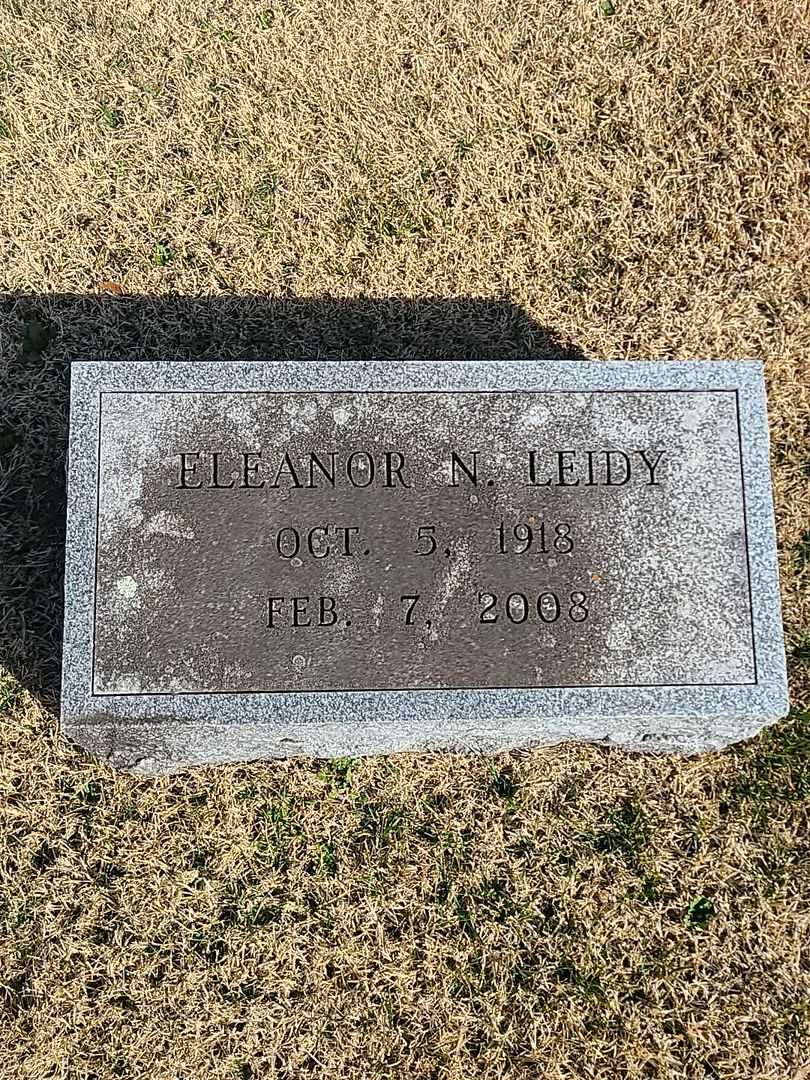 ELEANOR N. LEIDY
OCT. 5, 1918
FEB. 7, 2008